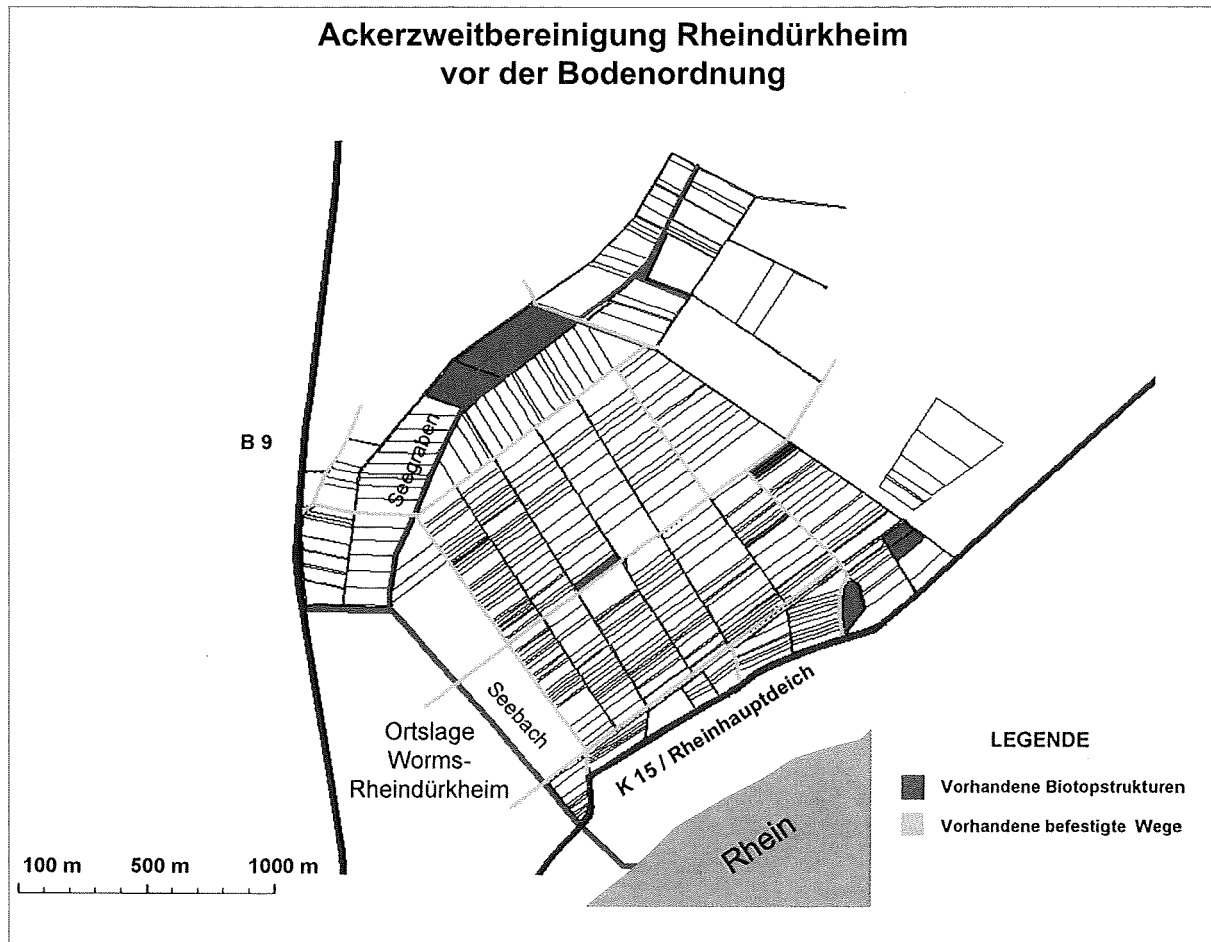 Ackerzweitbereinigung Rheindürkheim
vor der Bodenordnung
B 9
Seegraben
Seebach
Ortslage
Worms-
Rheindürkheim
K 15 / Rheinhauptdeich
Rhein
LEGENDE
Vorhandene Biotopstrukturen
Vorhandene befestigte Wege
100 m 500 m 1000 m